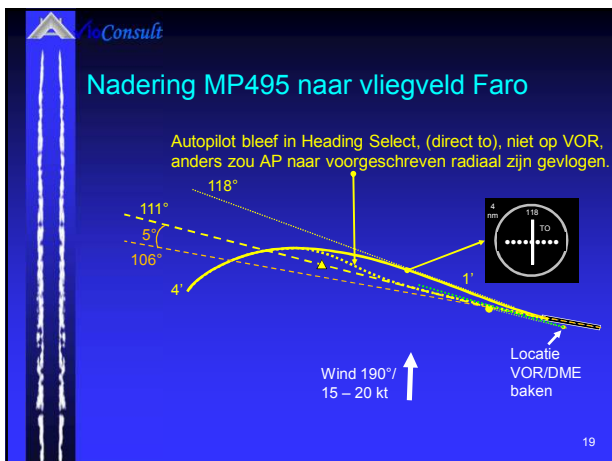 AvioConsult
Nadering MP495 naar vliegveld Faro
Autopilot bleef in Heading Select, (direct to), niet op VOR,
anders zou AP naar voorgeschreven radiaal zijn gevlogen.
118°
111°
5°
106°
4'
1'
4
nm
118
TO
Wind 190°/
15 – 20 kt
Locatie
VOR/DME
baken
19